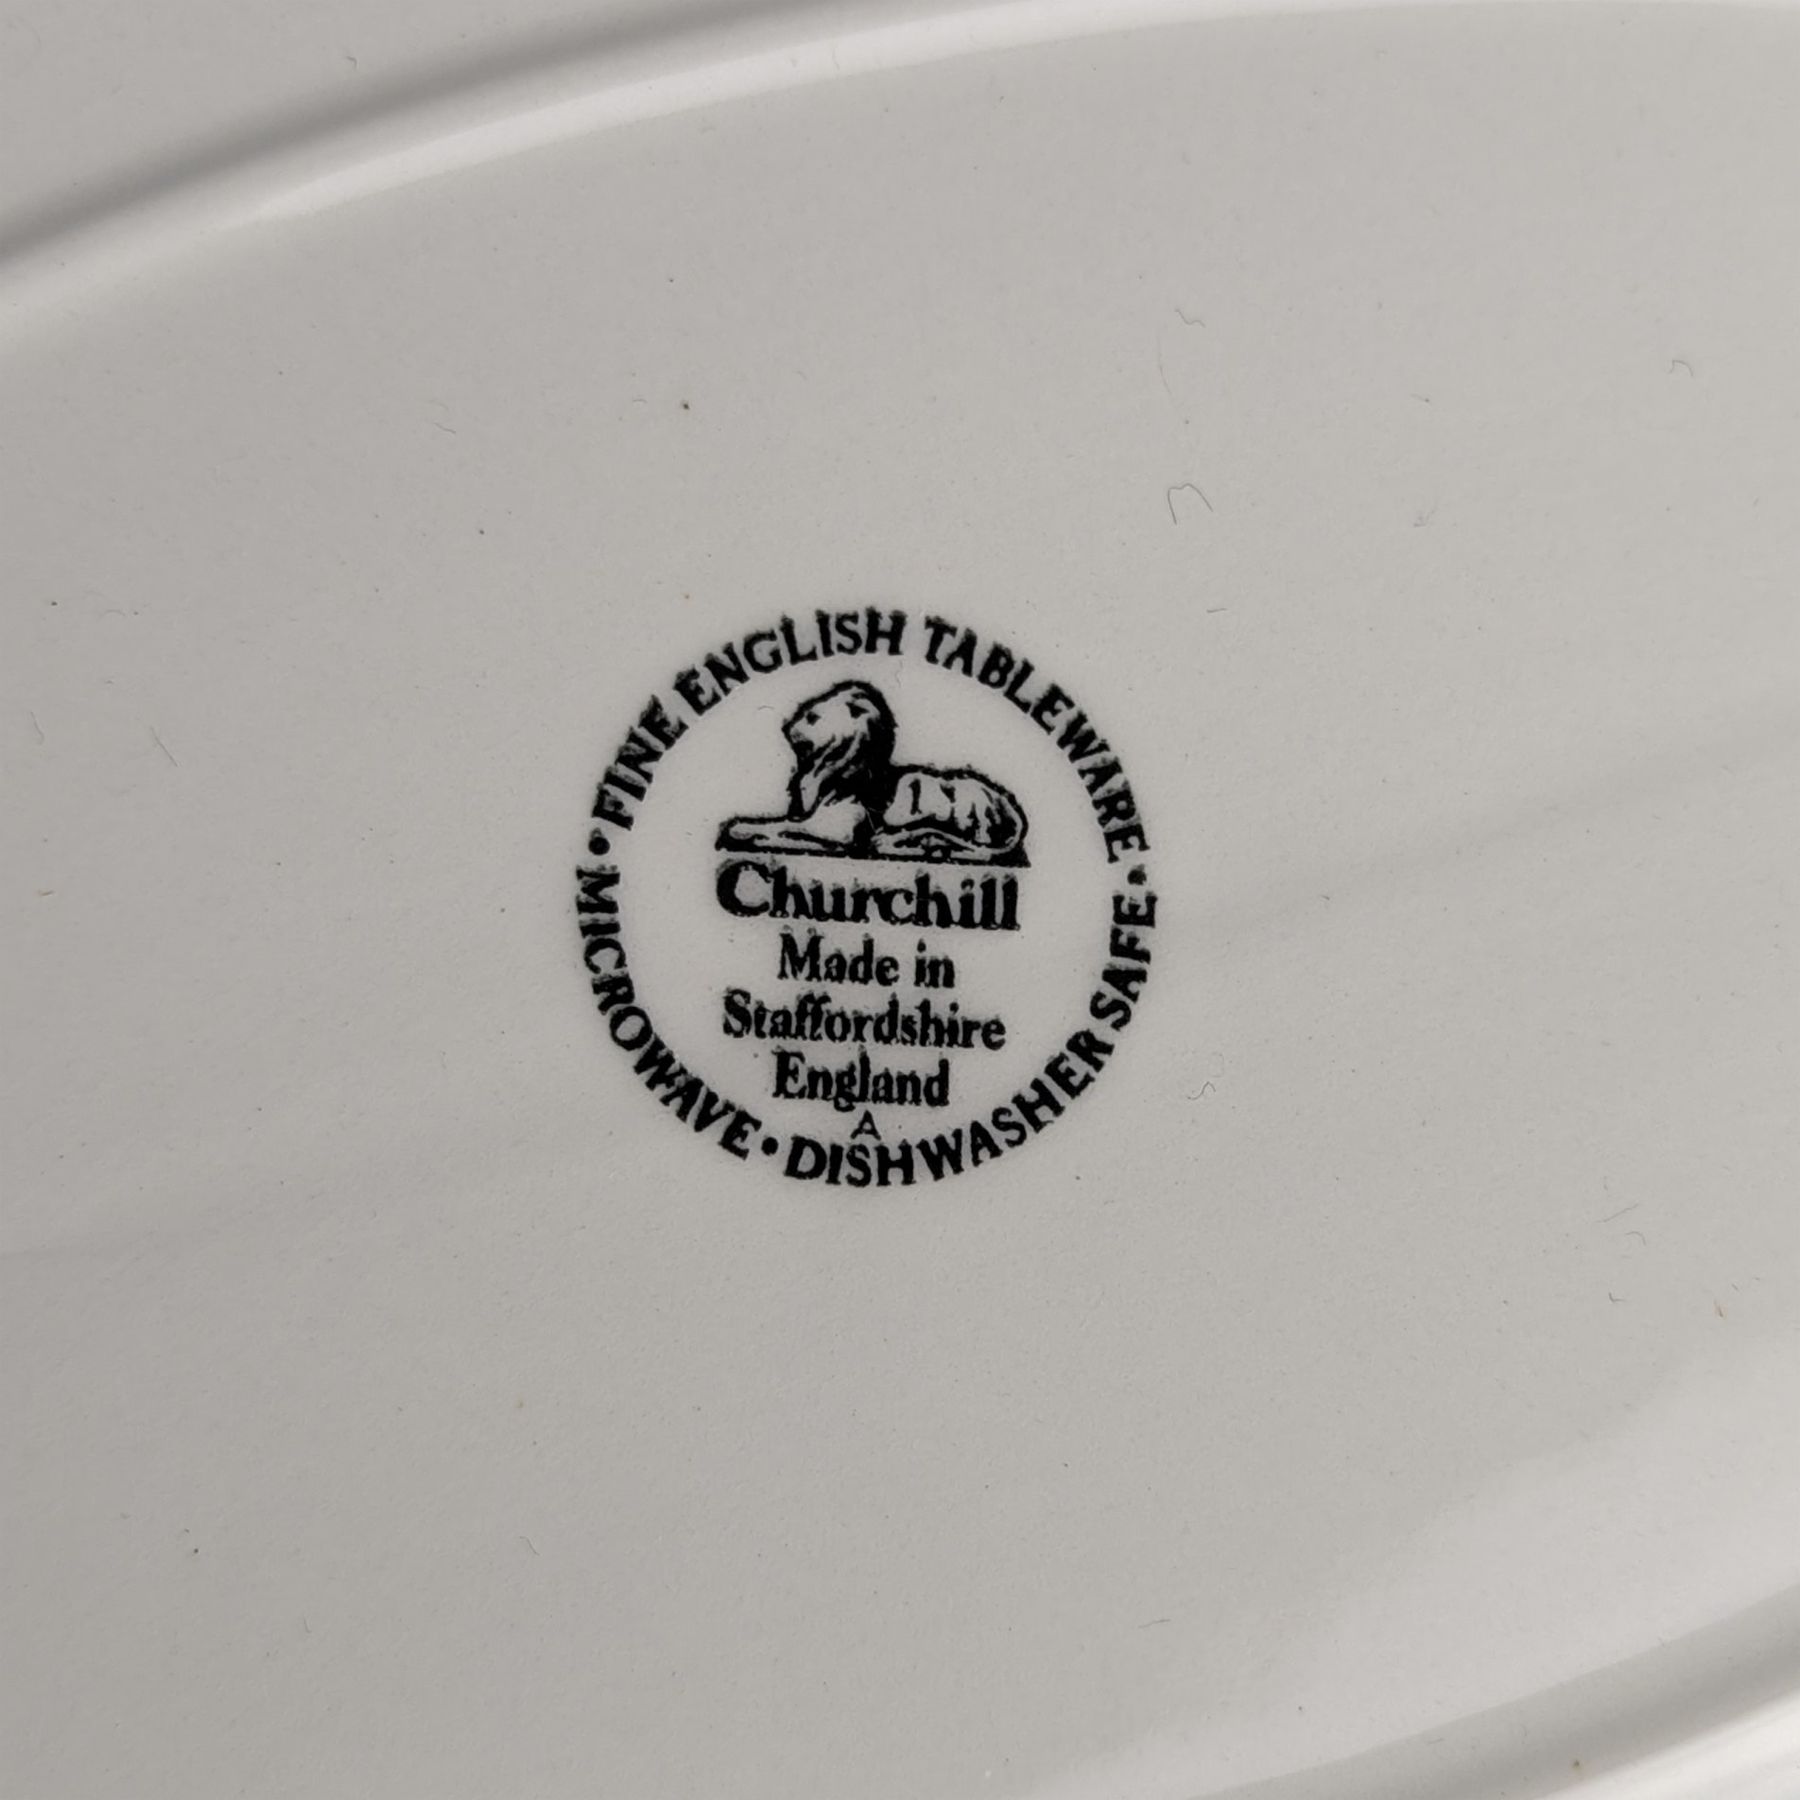 • FINE ENGLISH TABLEWARE •
Churchill
Made in
Staffordshire
England
A
MICROWAVE • DISHWASHER SAFE